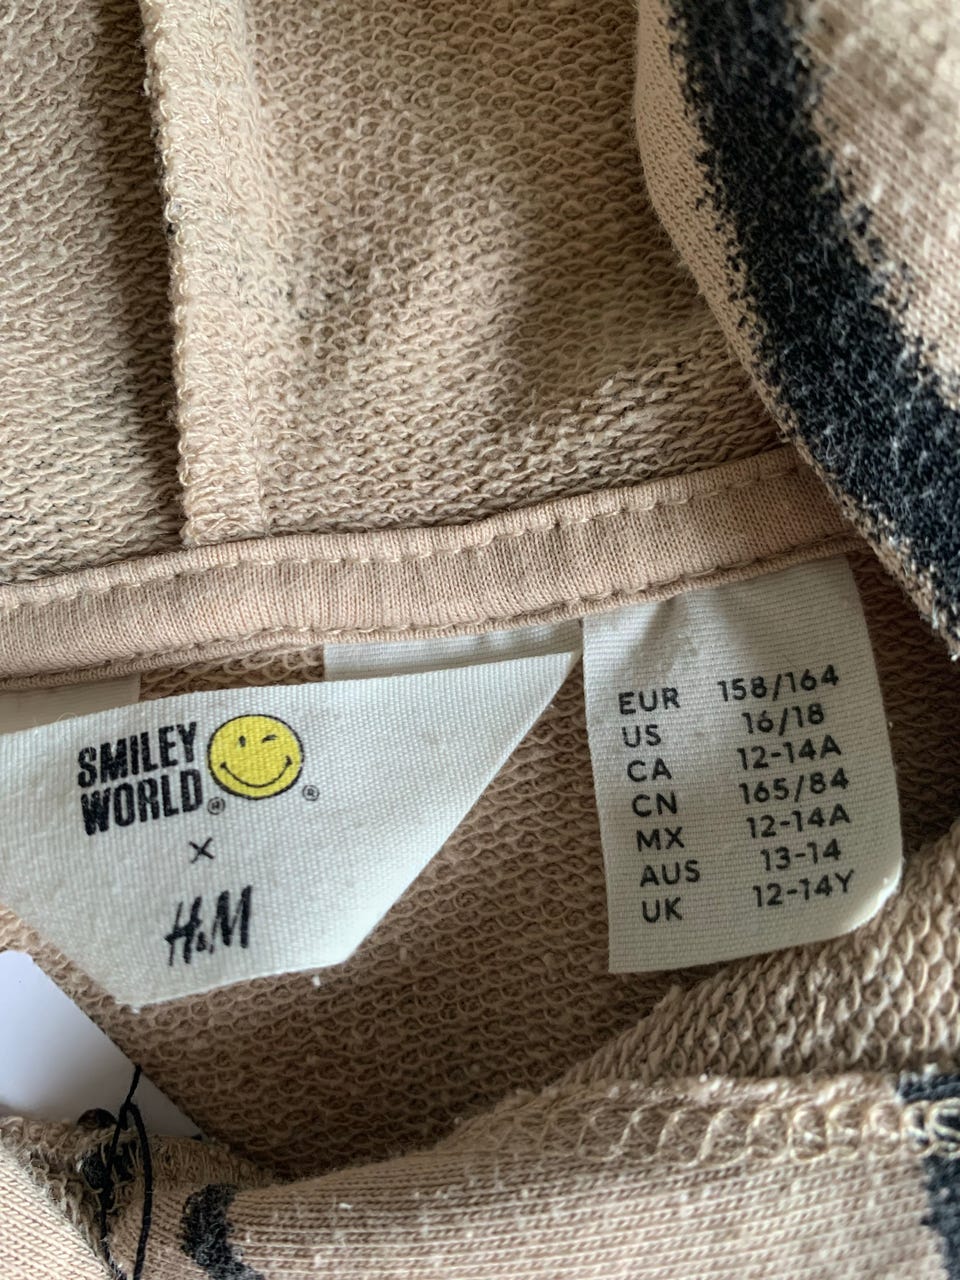 SMILEY
WORLD®
®
×
H&M
EUR 158/164
US 16/18
CA 12-14A
CN 165/84
MX 12-14A
AUS 13-14
UK 12-14Y